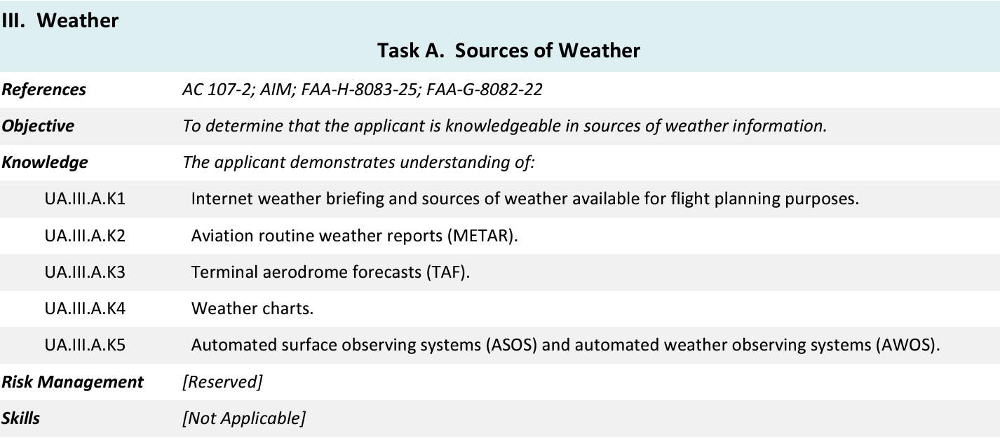 III. Weather
Task A. Sources of Weather
References AC 107-2; AIM; FAA-H-8083-25; FAA-G-8082-22
Objective To determine that the applicant is knowledgeable in sources of weather information.
Knowledge The applicant demonstrates understanding of:
UA.III.A.K1 Internet weather briefing and sources of weather available for flight planning purposes.
UA.III.A.K2 Aviation routine weather reports (METAR).
UA.III.A.K3 Terminal aerodrome forecasts (TAF).
UA.III.A.K4 Weather charts.
UA.III.A.K5 Automated surface observing systems (ASOS) and automated weather observing systems (AWOS).
Risk Management [Reserved]
Skills [Not Applicable]